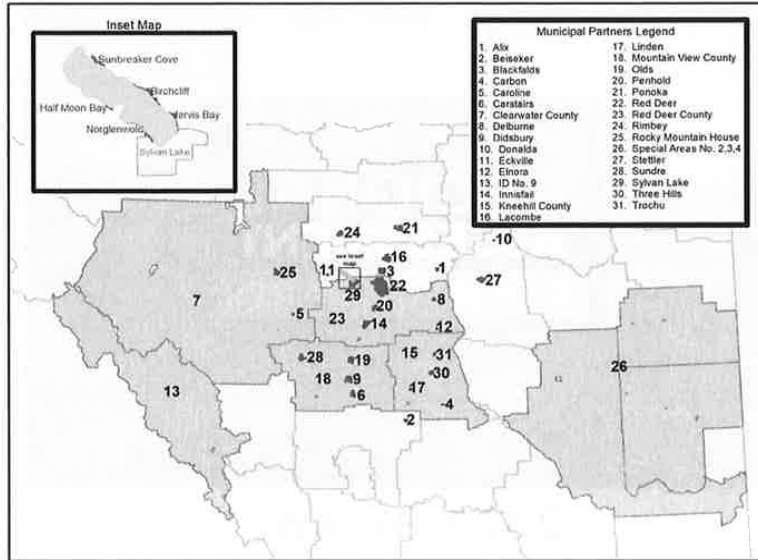 Inset Map
Sunbreaker Cove
Birchcliff
Half Moon Bay
Jarvis Bay
Norglenwold
Sylvan Lake
Municipal Partners Legend
1. Alix
2. Beiseker
3. Blackfalds
4. Carbon
5. Caroline
6. Carstairs
7. Clearwater County
8. Delburne
9. Didsbury
10. Donalda
11. Eckville
12. Elnora
13. ID No. 9
14. Innisfail
15. Kneehill County
16. Lacombe
17. Linden
18. Mountain View County
19. Olds
20. Penhold
21. Ponoka
22. Red Deer
23. Red Deer County
24. Rimbey
25. Rocky Mountain House
26. Special Areas No. 2,3,4
27. Stettler
28. Sundre
29. Sylvan Lake
30. Three Hills
31. Trochu
24
21
10
16
see inset
map
25
11
3
1
27
29
22
7
8
20
5
23
14
12
28
19
15
31
26
30
18
9
13
17
6
4
2